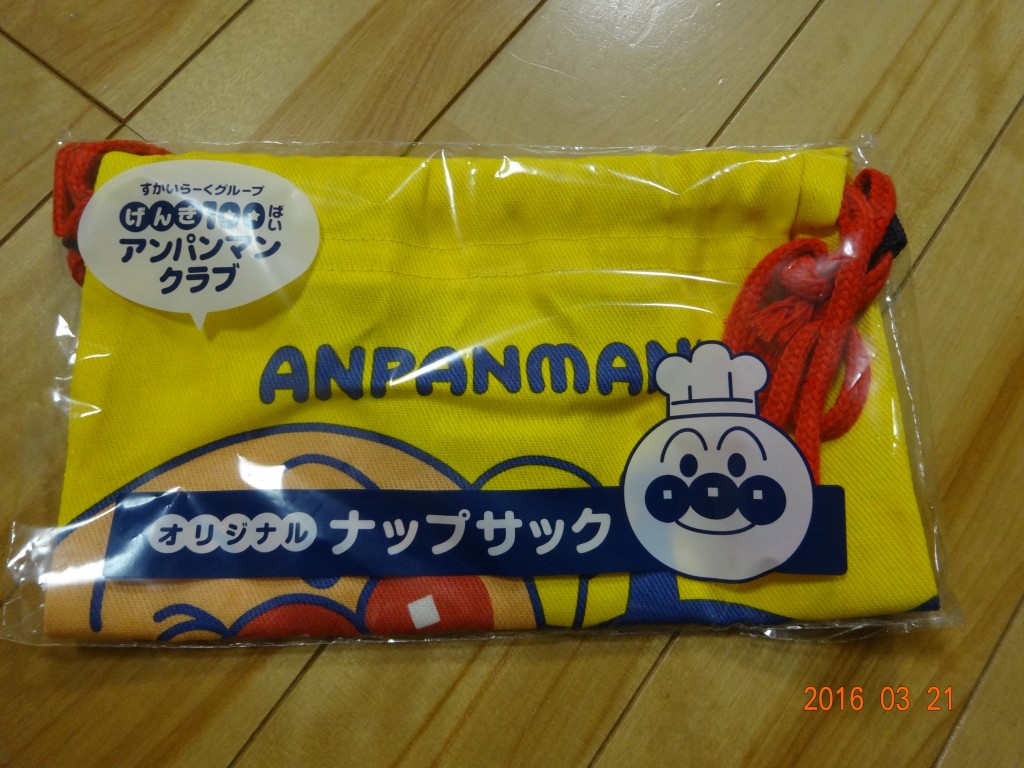 すかいらーくグループ
げんき100ばい
アンパンマン
クラブ
ANPANMAN
オリジナル ナップサック
2016 03 21